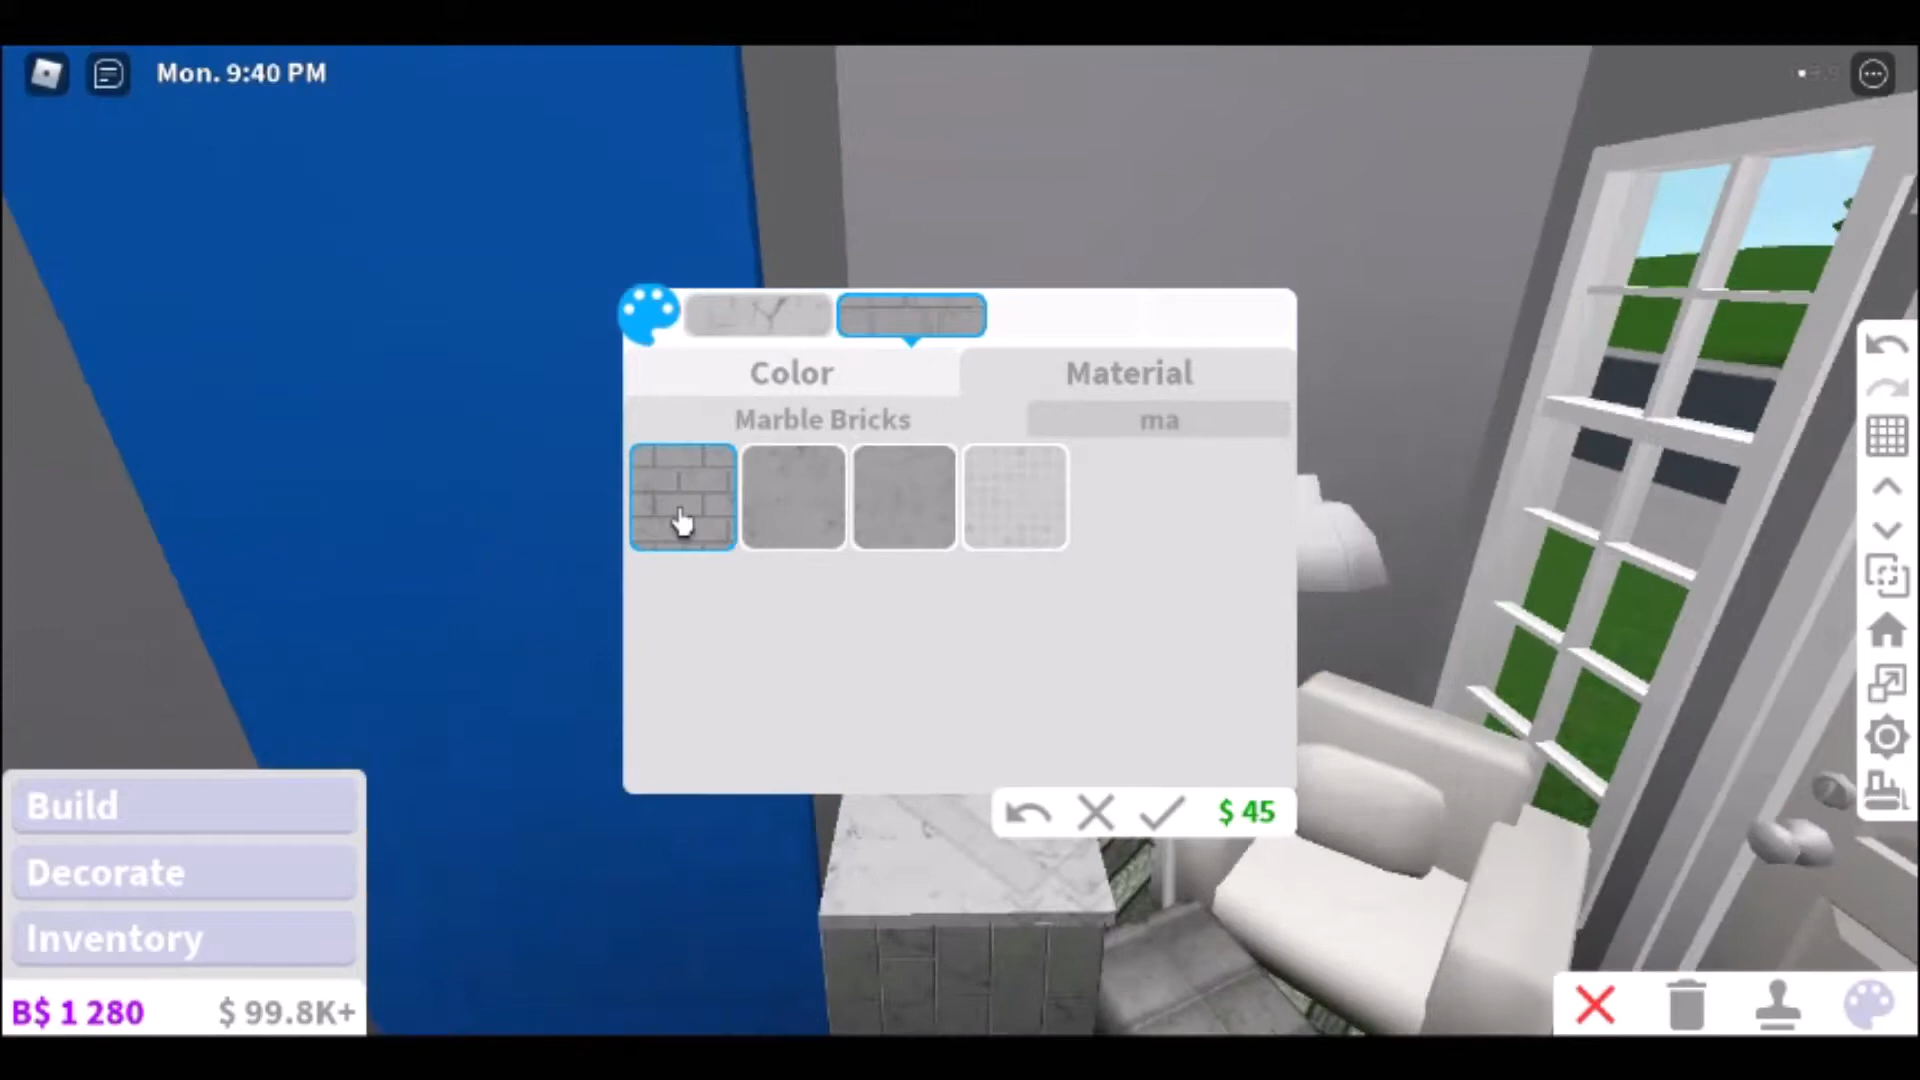 Mon. 9:40 PM
Color
Material
Marble Bricks
ma
$ 45
Build
Decorate
Inventory
B$ 1 280
$ 99.8K+